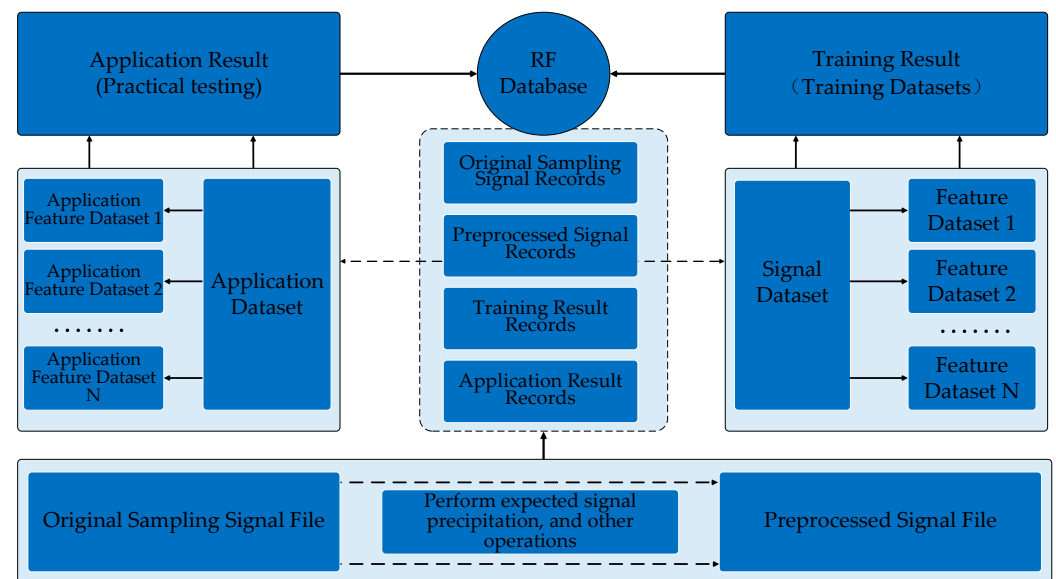 Application Result
(Practical testing)
RF
Database
Training Result
（Training Datasets）
Application
Feature Dataset 1
Application
Feature Dataset 2
. . . . . . .
Application
Feature Dataset
N
Application
Dataset
Original Sampling
Signal Records
Preprocessed Signal
Records
Training Result
Records
Application Result
Records
Signal
Dataset
Feature
Dataset 1
Feature
Dataset 2
. . . . . . .
Feature
Dataset N
Original Sampling Signal File
Perform expected signal
precipitation, and other
operations
Preprocessed Signal File